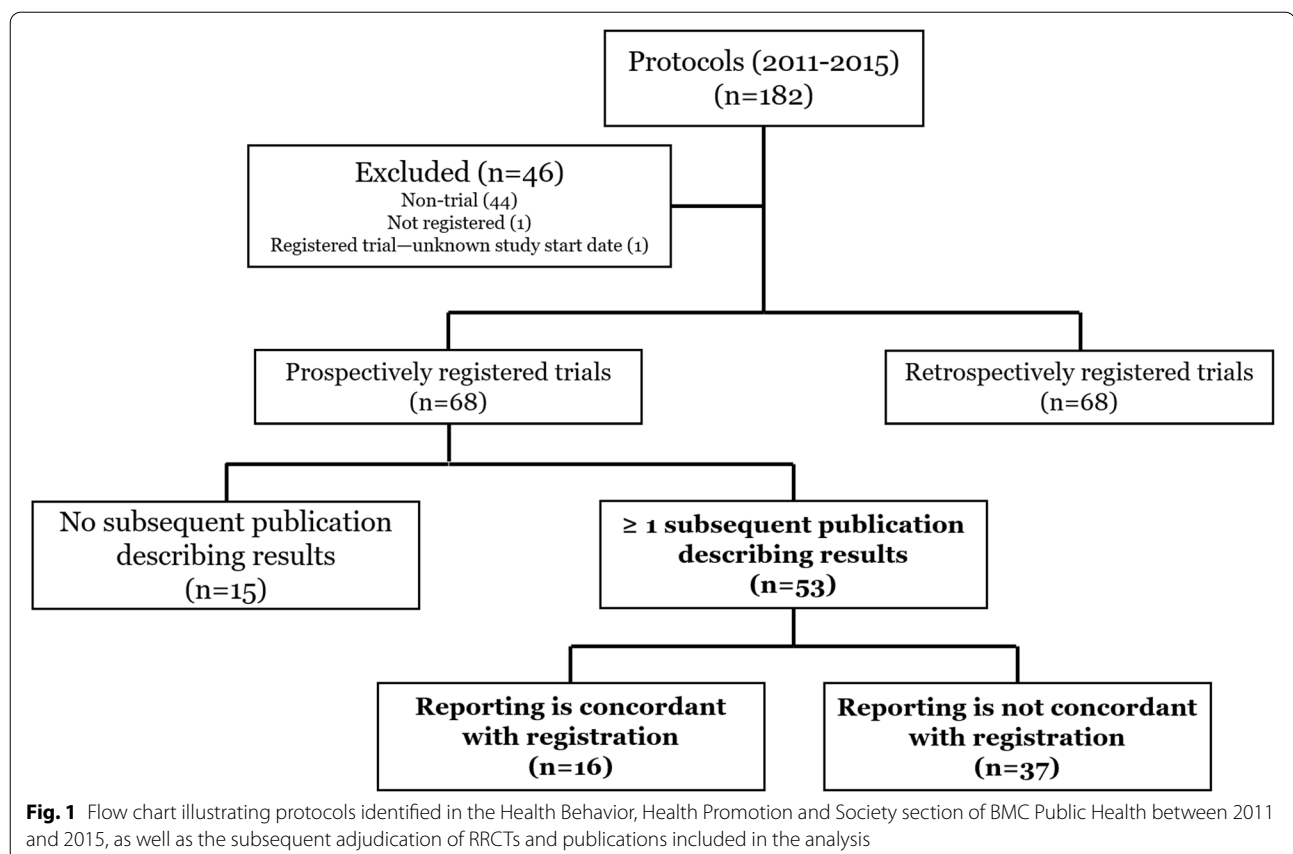 Protocols (2011-2015)
(n=182)
Excluded (n=46)
Non-trial (44)
Not registered (1)
Registered trial—unknown study start date (1)
Prospectively registered trials
(n=68)
Retrospectively registered trials
(n=68)
No subsequent publication
describing results
(n=15)
≥ 1 subsequent publication
describing results
(n=53)
Reporting is concordant
with registration
(n=16)
Reporting is not concordant
with registration
(n=37)
Fig. 1 Flow chart illustrating protocols identified in the Health Behavior, Health Promotion and Society section of BMC Public Health between 2011
and 2015, as well as the subsequent adjudication of RRCTs and publications included in the analysis